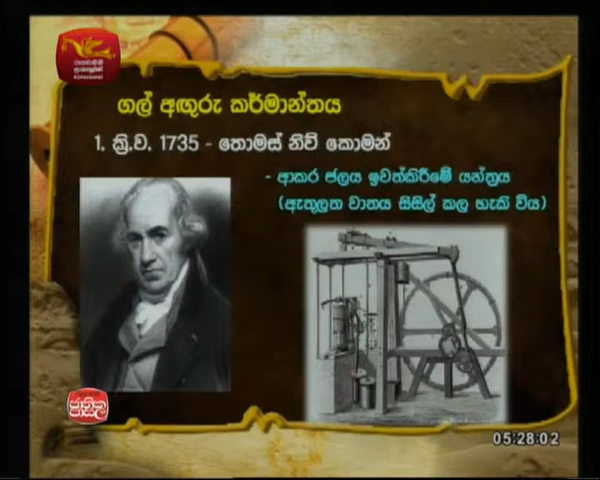 ගල් අඟුරු කර්මාන්තය
1. ක්‍රි.ව. 1735 - තොමස් නිව් කොමන්
- ආකර ජලය ඉවත්කිරීමේ යන්ත්‍රය
(ඇතුලත වාතය සිසිල් කල හැකි විය)
ජාතික
පාසල
05:28:02